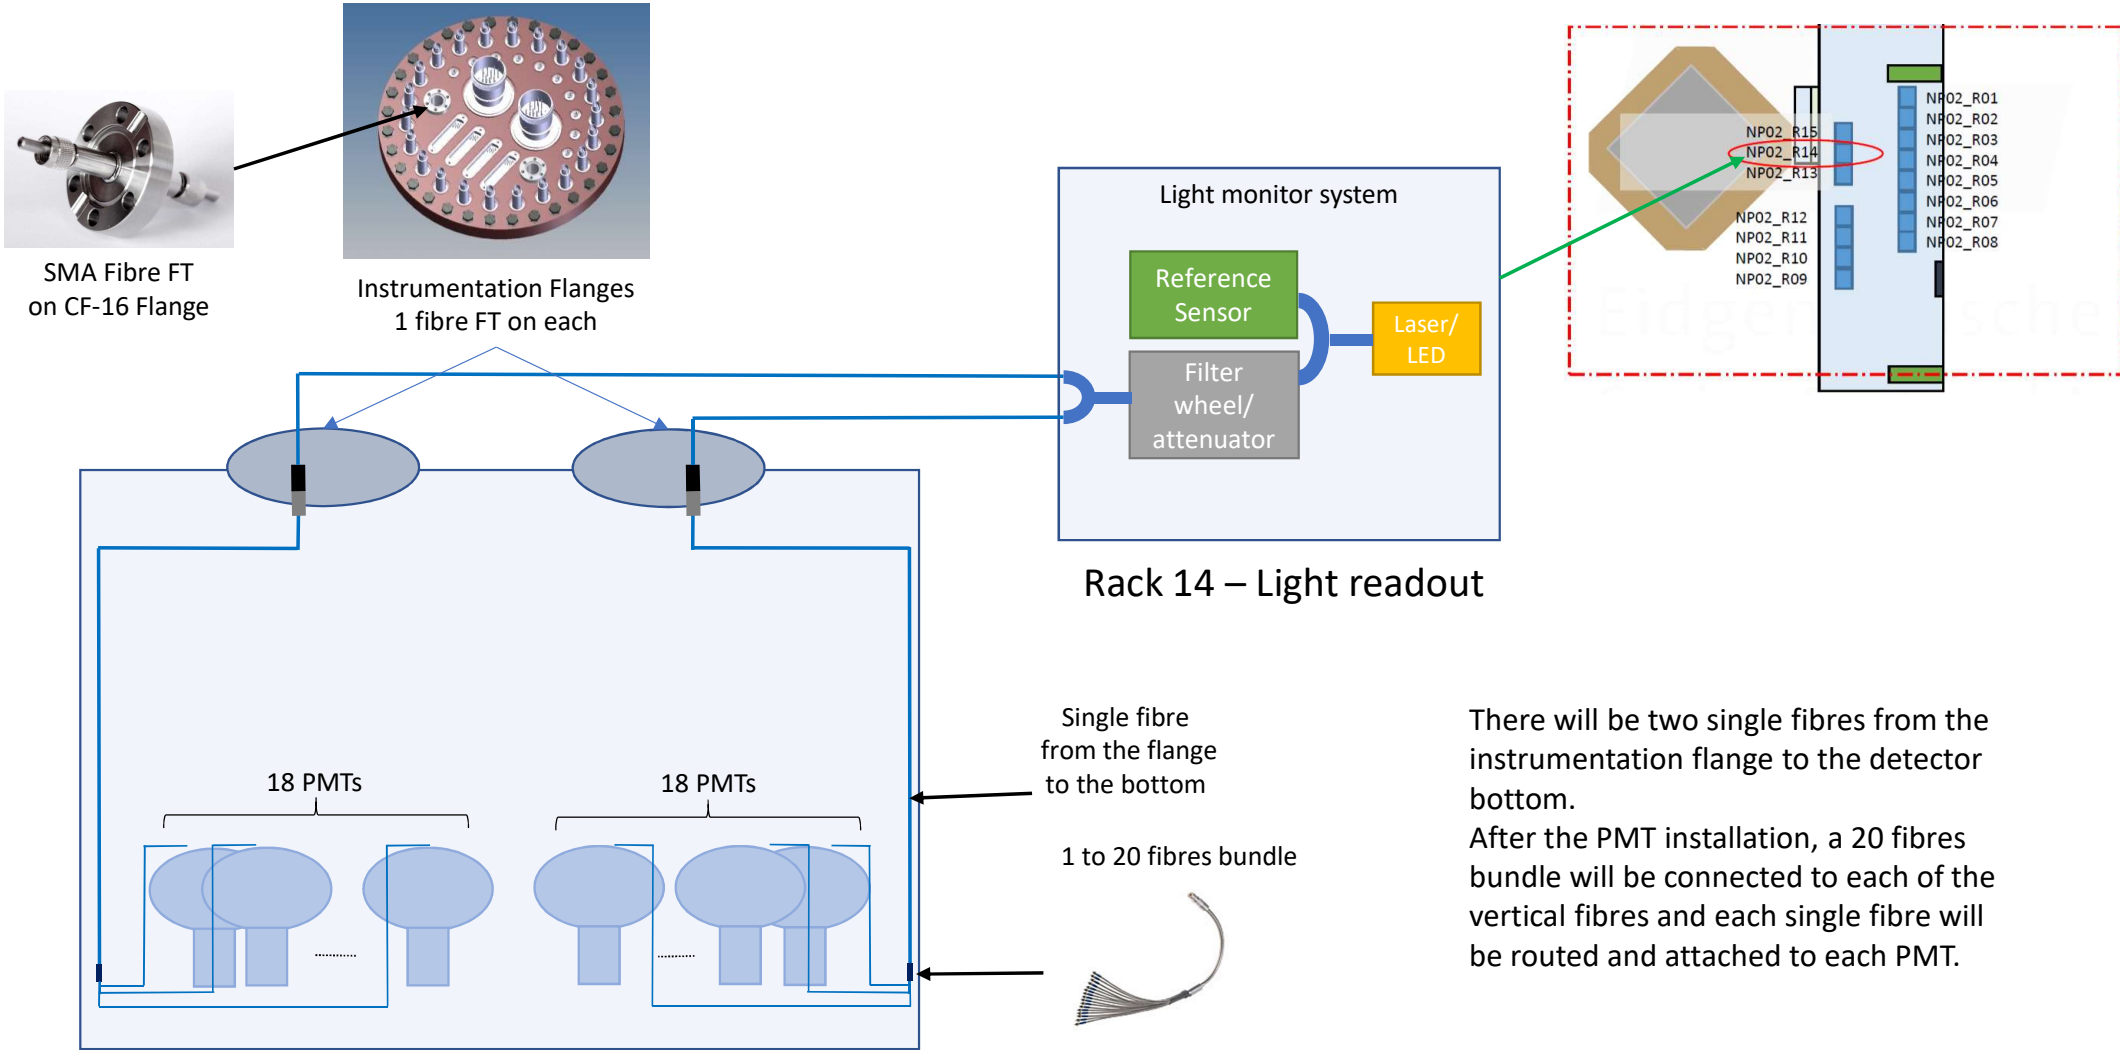 SMA Fibre FT
on CF-16 Flange
Instrumentation Flanges
1 fibre FT on each
Light monitor system
Reference
Sensor
Filter
wheel/
attenuator
Laser/
LED
Rack 14 – Light readout
NP02_R15
NP02_R14
NP02_R13
NP02_R12
NP02_R11
NP02_R10
NP02_R09
NP02_R01
NP02_R02
NP02_R03
NP02_R04
NP02_R05
NP02_R06
NP02_R07
NP02_R08
18 PMTs
18 PMTs
Single fibre
from the flange
to the bottom
1 to 20 fibres bundle
There will be two single fibres from the
instrumentation flange to the detector
bottom.
After the PMT installation, a 20 fibres
bundle will be connected to each of the
vertical fibres and each single fibre will
be routed and attached to each PMT.